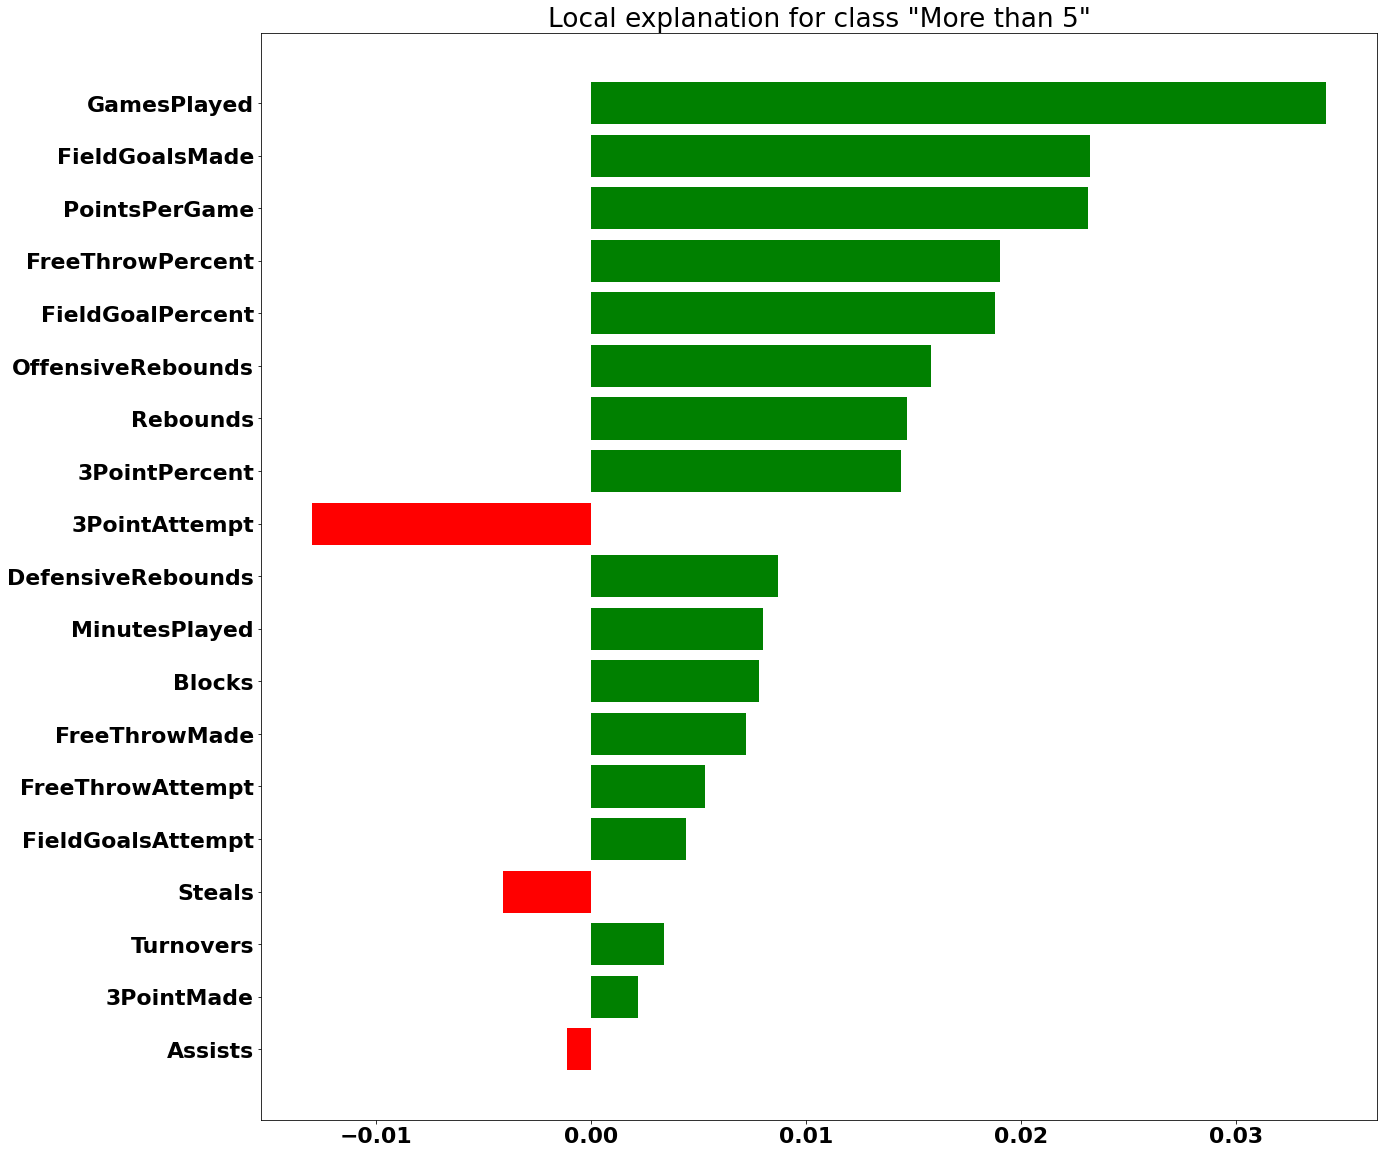 Local explanation for class "More than 5"
GamesPlayed
FieldGoalsMade
PointsPerGame
FreeThrowPercent
FieldGoalPercent
OffensiveRebounds
Rebounds
3PointPercent
3PointAttempt
DefensiveRebounds
MinutesPlayed
Blocks
FreeThrowMade
FreeThrowAttempt
FieldGoalsAttempt
Steals
Turnovers
3PointMade
Assists
−0.01 0.00 0.01 0.02 0.03